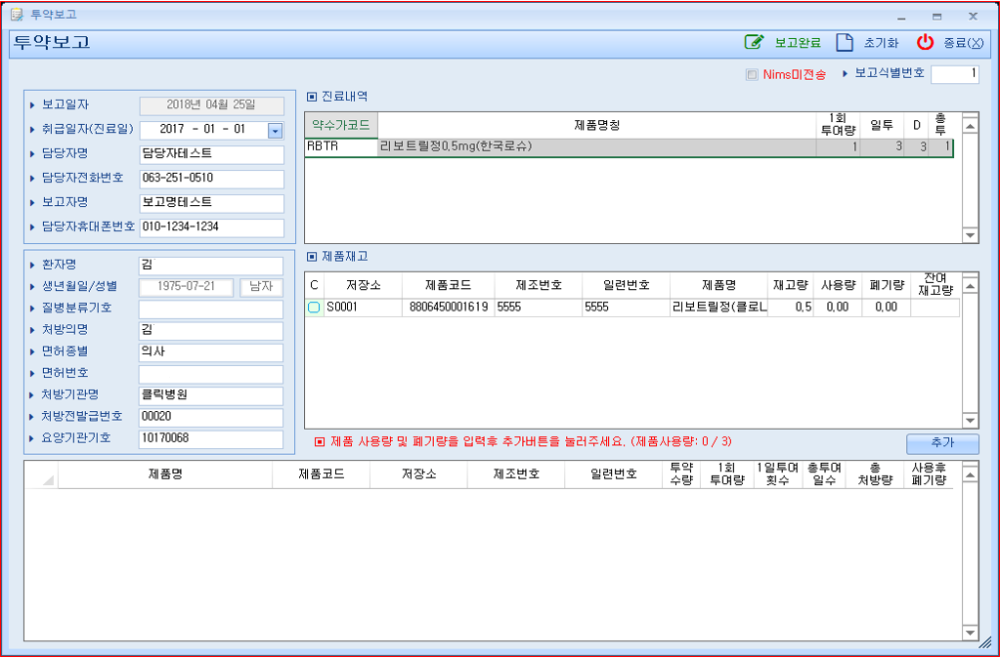 투약보고
투약보고
보고완료 초기화 종료(X)
Nims미전송 보고식별번호 1
보고일자 2018년 04월 25일
취급일자(진료일) 2017 - 01 - 01
담당자명 담당자테스트
담당자전화번호 063-251-0510
보고자명 보고명테스트
담당자휴대폰번호 010-1234-1234
진료내역
약수가코드 제품명칭 1회 투여량 일투 D 총투
RBTR 리보트릴정0.5mg(한국로슈) 1 3 3 1
환자명 김
생년월일/성별 1975-07-21 남자
질병분류기호
처방의명 김
면허종별 의사
면허번호
처방기관명 클릭병원
처방전발급번호 00020
요양기관기호 10170068
제품재고
C 저장소 제품코드 제조번호 일련번호 제품명 재고량 사용량 폐기량 잔여 재고량
S0001 8806450001619 5555 5555 리보트릴정(클로L 0,5 0,00 0,00
제품 사용량 및 폐기량을 입력후 추가버튼을 눌러주세요. (제품사용량: 0 / 3)
추가
제품명 제품코드 저장소 제조번호 일련번호 투약 수량 1회 투여량 1일투여 횟수 총투여 일수 총 처방량 사용후 폐기량